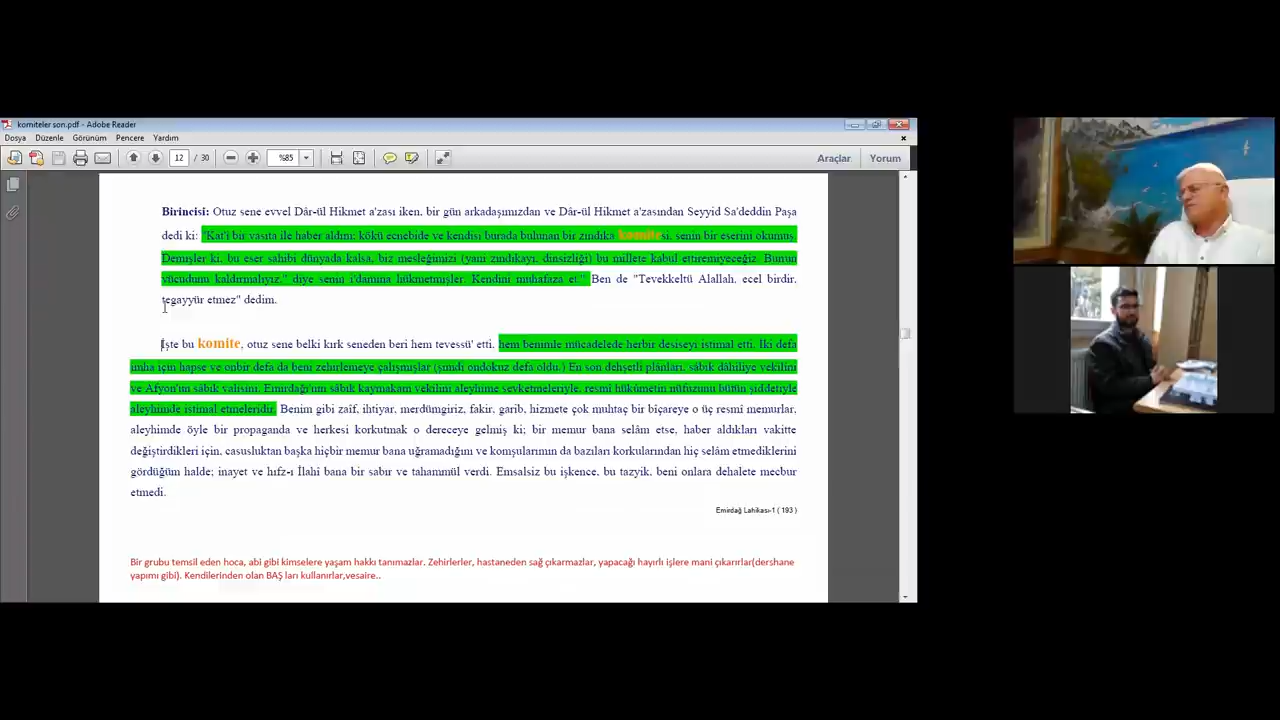 komiteler son.pdf - Adobe Reader
Dosya Düzenle Görünüm Pencere Yardım
12 / 30 %85 Araçlar Yorum
Birincisi: Otuz sene evvel Dâr-ül Hikmet a'zası iken, bir gün arkadaşımızdan ve Dâr-ül Hikmet a'zasından Seyyid Sa'deddin Paşa
dedi ki: "Kat'î bir vasıta ile haber aldım; kökü ecnebide ve kendisi burada bulunan bir zındıka komitesi, senin bir eserini okumuş.
Demişler ki, bu eser sahibi dünyada kalsa, biz mesleğimizi (yani zındıkayı, dinsizliği) bu millete kabul ettiremiyeceğiz. Bunun
vücudunu kaldırmalıyız," diye senin i'damına hükmetmişler. Kendini muhafaza et." Ben de "Tevekkeltü Alallah, ecel birdir,
tegayyür etmez" dedim.
İşte bu komite, otuz sene belki kırk seneden beri hem tevessü' etti, hem benimle mücadelede herbir desiseyi istimal etti. İki defa
imha için hapse ve onbir defa da beni zehirlemeye çalışmışlar (şimdi ondokuz defa oldu.) En son dehşetli plânları, sâbık dâhiliye vekilini
ve Afyon'un sâbık valisini, Emirdağı'nın sâbık kaymakam vekilini aleyhime sevketmeleriyle, resmî hükûmetin nüfuzunu bütün şiddetiyle
aleyhimde istimal etmeleridir. Benim gibi zaîf, ihtiyar, merdümgiriz, fakir, garib, hizmete çok muhtaç bir bîçareye o üç resmî memurlar,
aleyhimde öyle bir propaganda ve herkesi korkutmak o dereceye gelmiş ki; bir memur bana selâm etse, haber aldıkları vakitte
değiştirdikleri için, casusluktan başka hiçbir memur bana uğramadığını ve komşularımın da bazıları korkularından hiç selâm etmediklerini
gördüğüm halde; inayet ve hıfz-ı İlahî bana bir sabır ve tahammül verdi. Emsalsiz bu işkence, bu tazyik, beni onlara dehalete mecbur
etmedi.
Emirdağ Lahikası-1 ( 193 )
Bir grubu temsil eden hoca, abi gibi kimselere yaşam hakkı tanımazlar. Zehirlerler, hastaneden sağ çıkarmazlar, yapacağı hayırlı işlere mani çıkarırlar(dershane
yapımı gibi). Kendilerinden olan BAŞ ları kullanırlar,vesaire..